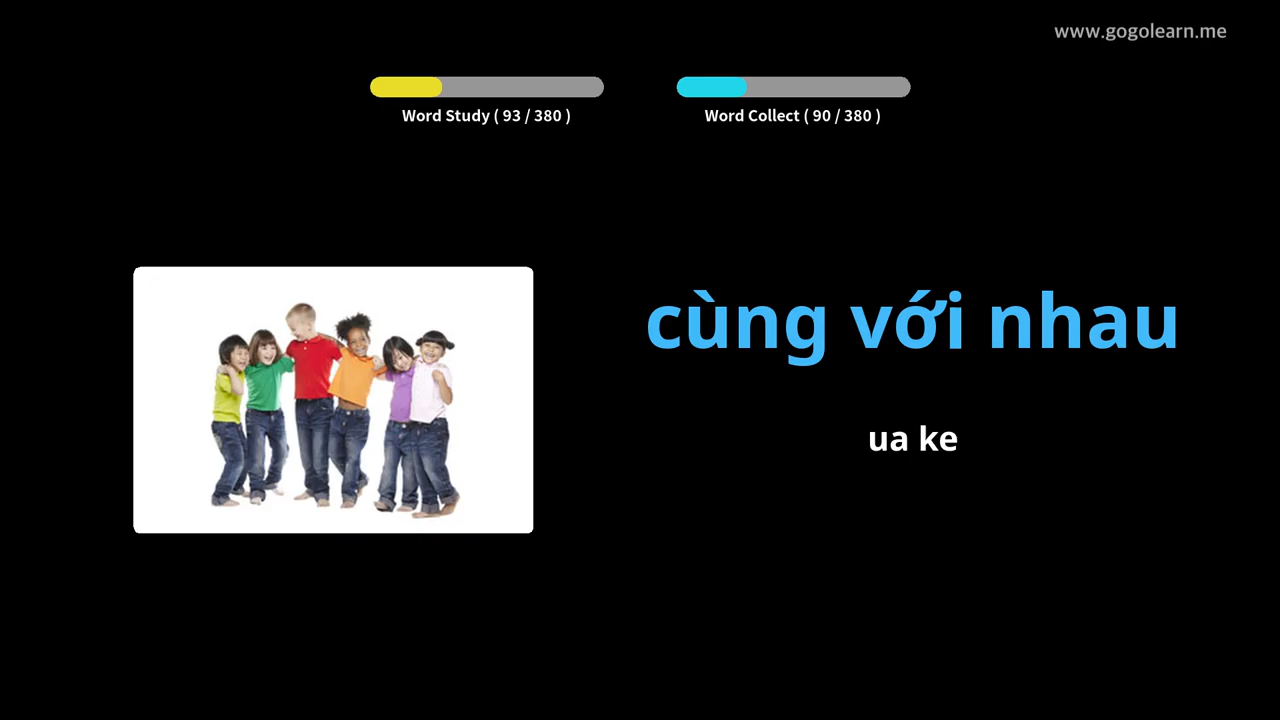 www.gogolearn.me
Word Study ( 93 / 380 )
Word Collect ( 90 / 380 )
cùng với nhau
ua ke